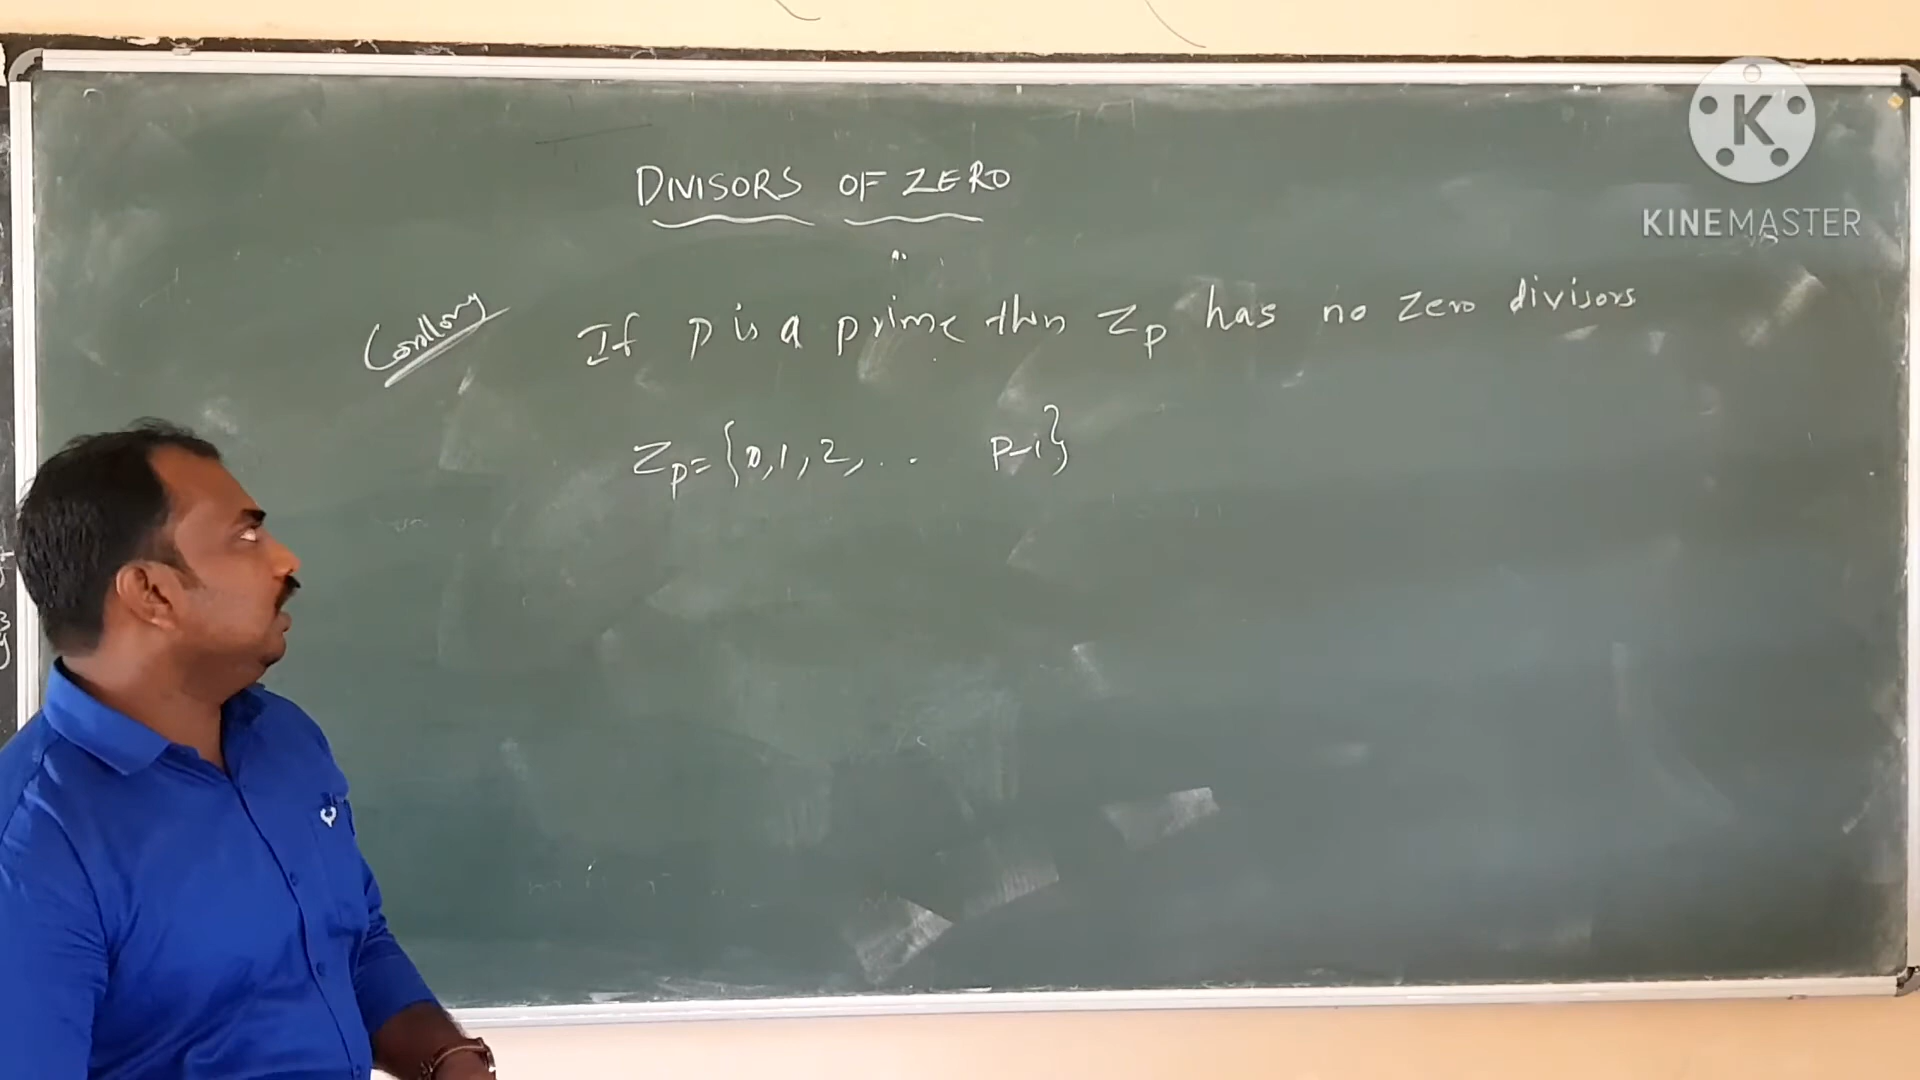 DIVISORS OF ZERO
K
KINEMASTER
Corollary If p is a prime then Zp has no zero divisors
Zp = {0, 1, 2, .. P-1}